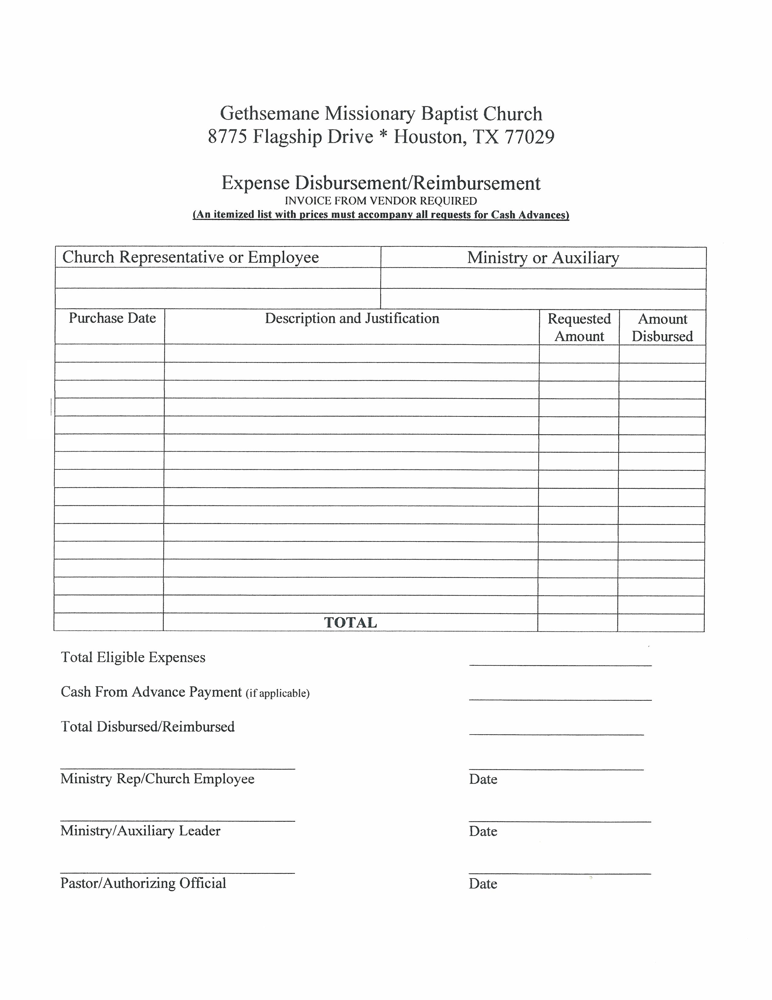 Gethsemane Missionary Baptist Church
8775 Flagship Drive * Houston, TX 77029
Expense Disbursement/Reimbursement
INVOICE FROM VENDOR REQUIRED
(An itemized list with prices must accompany all requests for Cash Advances)
Church Representative or Employee Ministry or Auxiliary
Purchase Date Description and Justification Requested Amount
Amount Disbursed
TOTAL
Total Eligible Expenses
Cash From Advance Payment (if applicable)
Total Disbursed/Reimbursed
Ministry Rep/Church Employee Date
Ministry/Auxiliary Leader Date
Pastor/Authorizing Official Date